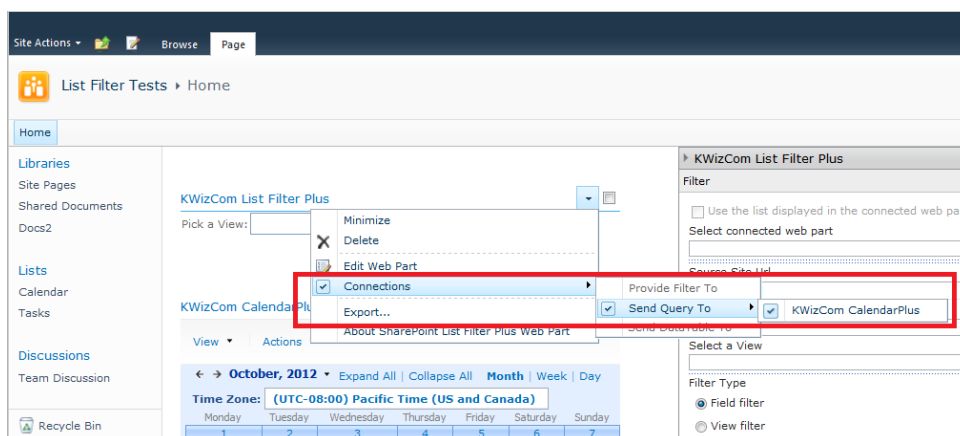 Site Actions Browse Page
List Filter Tests Home
Home
Libraries
Site Pages
Shared Documents
Docs2
Lists
Calendar
Tasks
Discussions
Team Discussion
Recycle Bin
KWizCom List Filter Plus
Pick a View:
Minimize
Delete
Edit Web Part
Connections
Export...
About SharePoint List Filter Plus Web Part
Provide Filter To
Send Query To
Send DataTable To
KWizCom CalendarPlus
KWizCom CalendarPlu
View Actions
October, 2012 Expand All | Collapse All Month | Week | Day
Time Zone: (UTC-08:00) Pacific Time (US and Canada)
Monday Tuesday Wednesday Thursday Friday Saturday Sunday
1 2 3 4 5 6 7
KWizCom List Filter Plus
Filter
Use the list displayed in the connected web pa
Select connected web part
Source Site Url
Select a View
Filter Type
Field filter
View filter